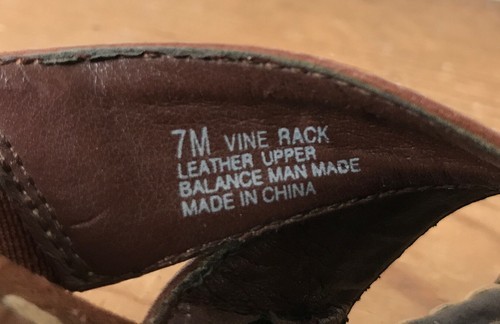 7M VINE RACK
LEATHER UPPER
BALANCE MAN MADE
MADE IN CHINA